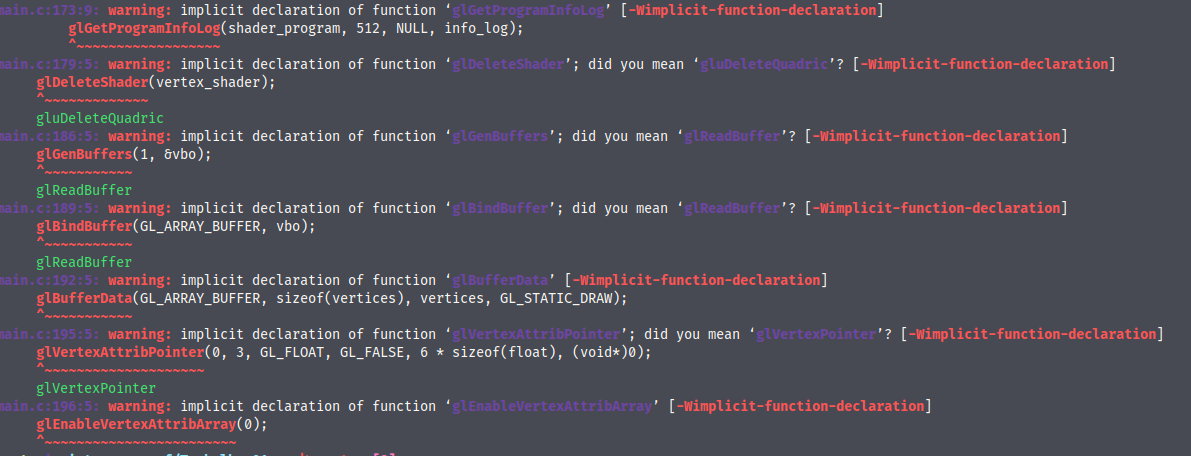 main.c:173:9: warning: implicit declaration of function ‘glGetProgramInfoLog’ [-Wimplicit-function-declaration]
glGetProgramInfoLog(shader_program, 512, NULL, info_log);
^~~~~~~~~~~~~~~~~~~
main.c:179:5: warning: implicit declaration of function ‘glDeleteShader’; did you mean ‘gluDeleteQuadric’? [-Wimplicit-function-declaration]
glDeleteShader(vertex_shader);
^~~~~~~~~~~~~~
gluDeleteQuadric
main.c:186:5: warning: implicit declaration of function ‘glGenBuffers’; did you mean ‘glReadBuffer’? [-Wimplicit-function-declaration]
glGenBuffers(1, &vbo);
^~~~~~~~~~~~
glReadBuffer
main.c:189:5: warning: implicit declaration of function ‘glBindBuffer’; did you mean ‘glReadBuffer’? [-Wimplicit-function-declaration]
glBindBuffer(GL_ARRAY_BUFFER, vbo);
^~~~~~~~~~~~
glReadBuffer
main.c:192:5: warning: implicit declaration of function ‘glBufferData’ [-Wimplicit-function-declaration]
glBufferData(GL_ARRAY_BUFFER, sizeof(vertices), vertices, GL_STATIC_DRAW);
^~~~~~~~~~~~
main.c:195:5: warning: implicit declaration of function ‘glVertexAttribPointer’; did you mean ‘glVertexPointer’? [-Wimplicit-function-declaration]
glVertexAttribPointer(0, 3, GL_FLOAT, GL_FALSE, 6 * sizeof(float), (void*)0);
^~~~~~~~~~~~~~~~~~~~~
glVertexPointer
main.c:196:5: warning: implicit declaration of function ‘glEnableVertexAttribArray’ [-Wimplicit-function-declaration]
glEnableVertexAttribArray(0);
^~~~~~~~~~~~~~~~~~~~~~~~~